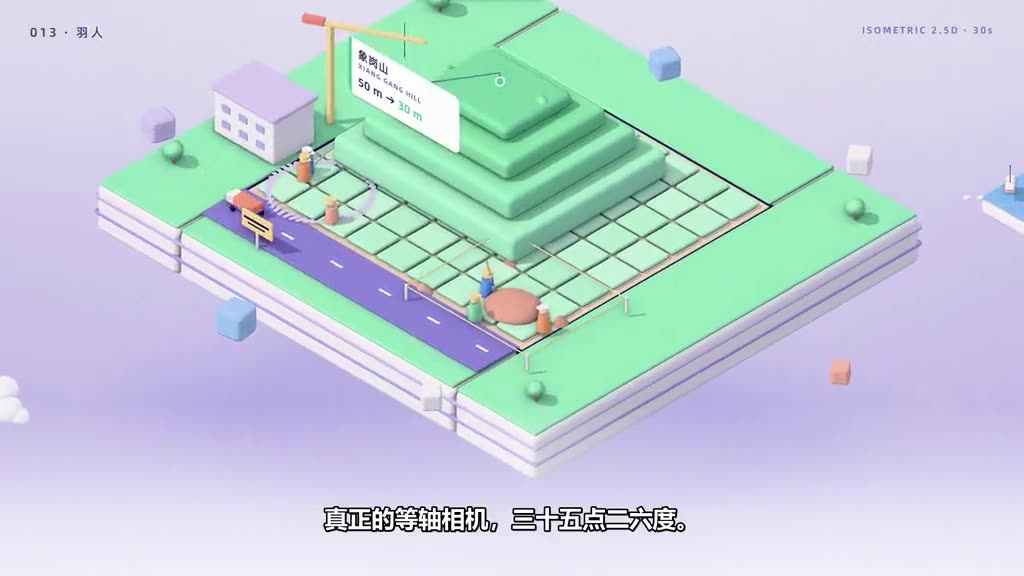 013 · 羽人
ISOMETRIC 2.5D · 30s
象岗山
XIANG GANG HILL
50 m → 30 m
真正的等轴相机，三十五点二六度。